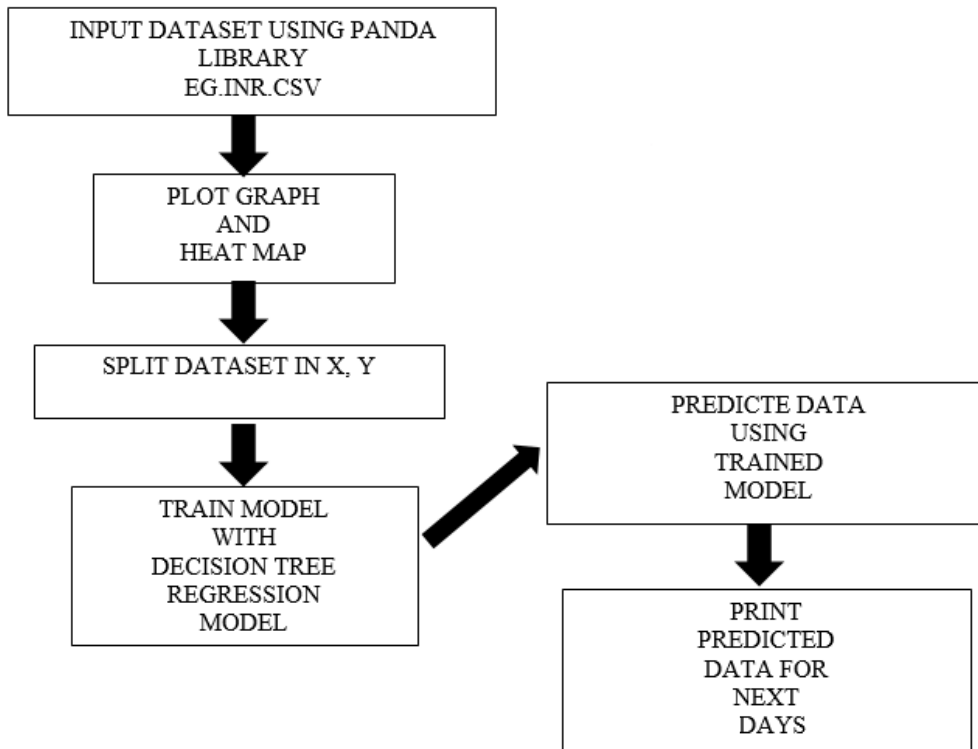 INPUT DATASET USING PANDA
LIBRARY
EG.INR.CSV
PLOT GRAPH
AND
HEAT MAP
SPLIT DATASET IN X, Y
TRAIN MODEL
WITH
DECISION TREE
REGRESSION
MODEL
PREDICTE DATA
USING
TRAINED
MODEL
PRINT
PREDICTED
DATA FOR
NEXT
DAYS